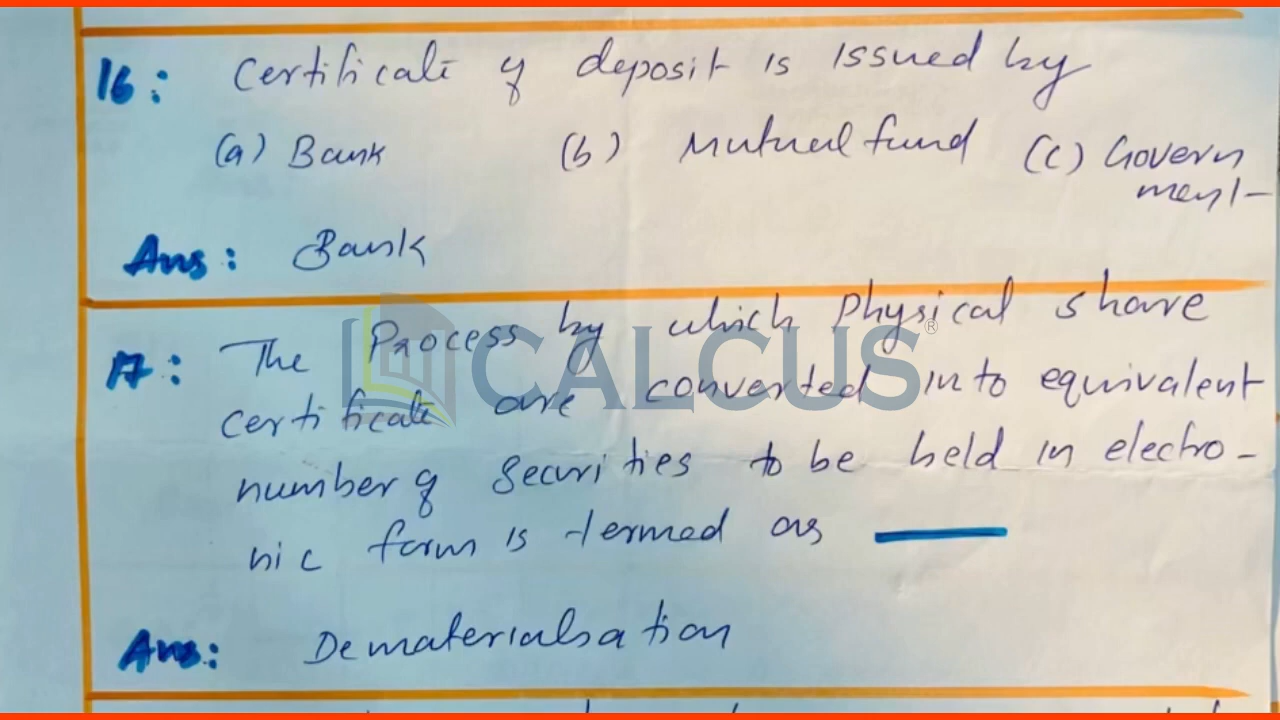 16: Certificate of deposit is issued by
(a) Bank (b) Mutual fund (c) Govern
ment
Ans: Bank
17: The Process by which Physical share
CALCUS®
certificate are converted into equivalent
number of securities to be held in electro-
nic form is termed as
Ans: Dematerialsation